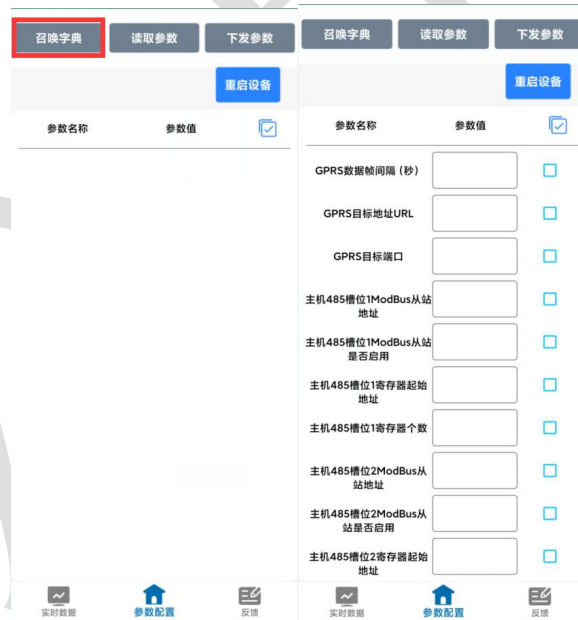 召唤字典 读取参数 下发参数
重启设备
参数名称 参数值
实时数据 参数配置 反馈
召唤字典 读取参数 下发参数
重启设备
参数名称 参数值
GPRS数据帧间隔 (秒)
GPRS目标地址URL
GPRS目标端口
主机485槽位1ModBus从站
地址
主机485槽位1ModBus从站
是否启用
主机485槽位1寄存器起始
地址
主机485槽位1寄存器个数
主机485槽位2ModBus从
站地址
主机485槽位2ModBus从
站是否启用
主机485槽位2寄存器起始
地址
实时数据 参数配置 反馈